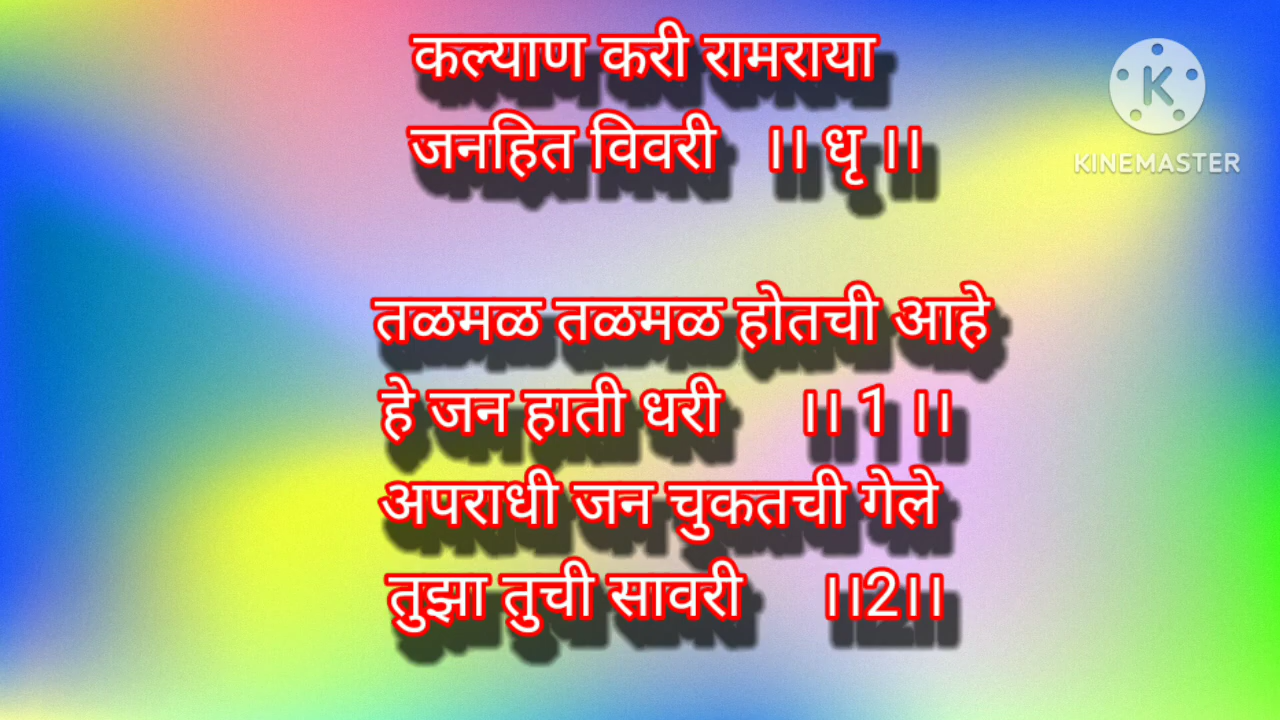 कल्याण करी रामराया
जनहित विवरी ।। धृ ।।
तळमळ तळमळ होतची आहे
हे जन हाती धरी ।। 1 ।।
अपराधी जन चुकतची गेले
तुझा तुची सावरी ।।2।।
K
KINEMASTER